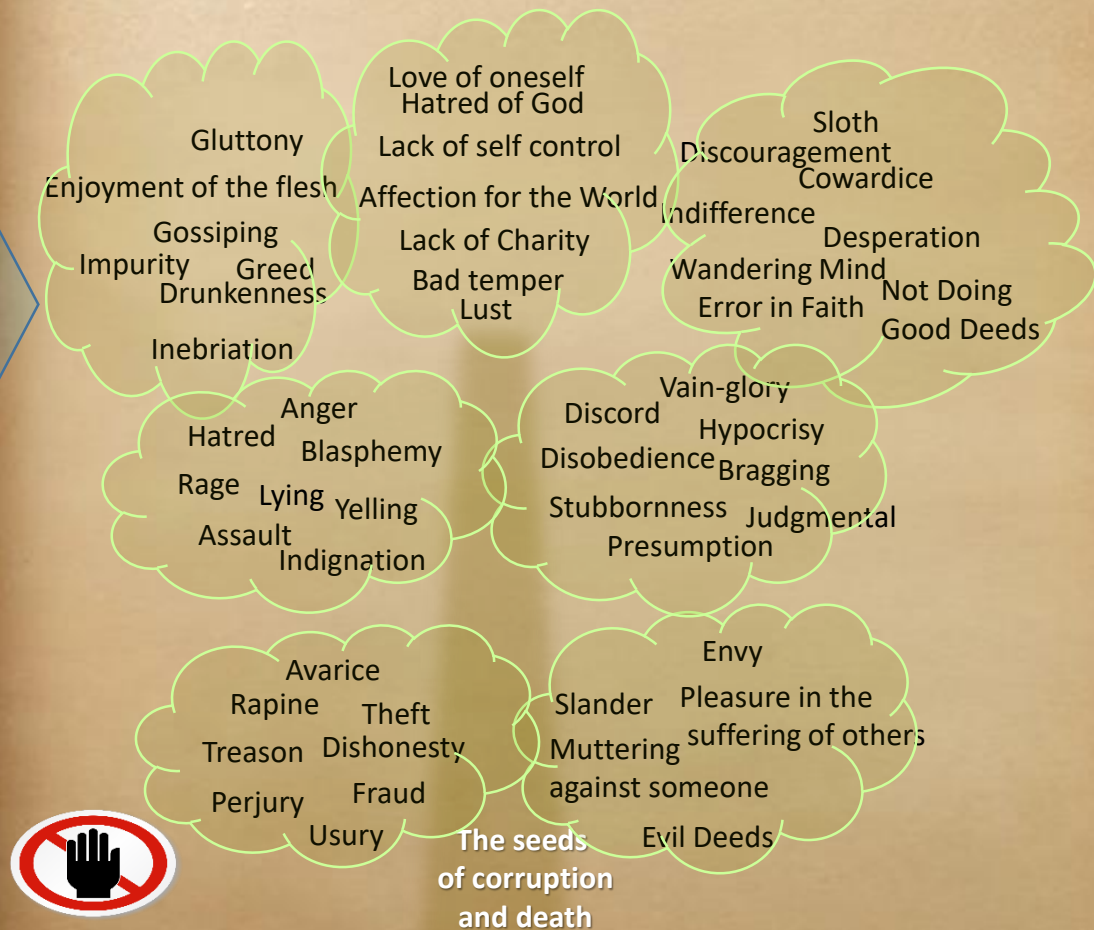 Gluttony
Enjoyment of the flesh
Gossiping
Impurity Greed
Drunkenness
Inebriation
Love of oneself
Hatred of God
Lack of self control
Affection for the World
Lack of Charity
Bad temper
Lust
Sloth
Discouragement
Cowardice
Indifference
Desperation
Wandering Mind
Error in Faith
Not Doing
Good Deeds
Anger
Hatred
Blasphemy
Rage
Lying
Yelling
Assault
Indignation
Vain-glory
Discord
Hypocrisy
Disobedience
Bragging
Stubbornness
Judgmental
Presumption
Avarice
Rapine
Theft
Treason Dishonesty
Perjury
Fraud
Usury
Envy
Slander
Pleasure in the
suffering of others
Muttering
against someone
Evil Deeds
The seeds
of corruption
and death